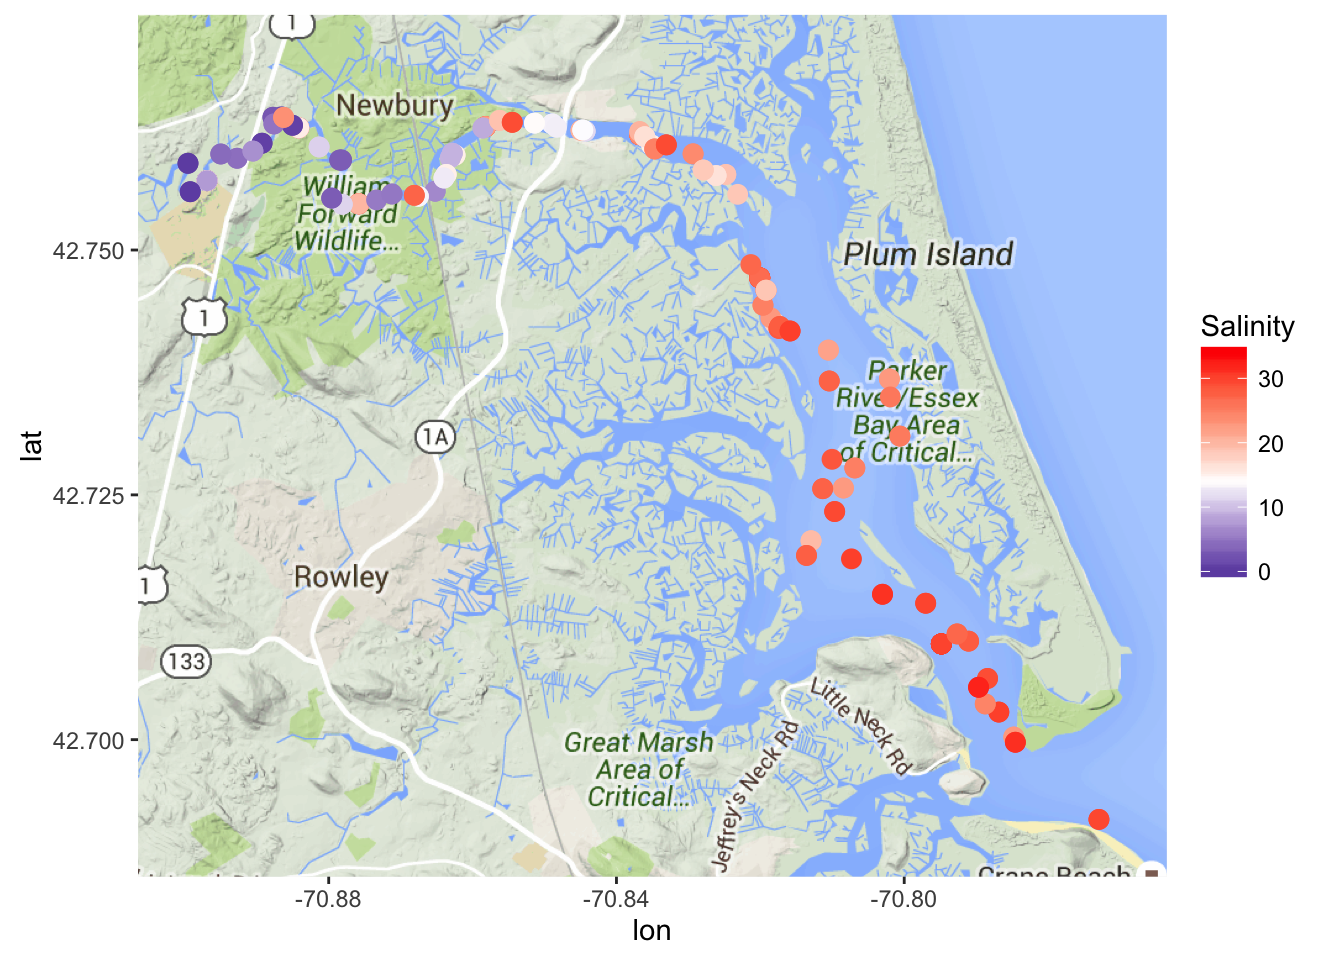 1
Newbury
William
Forward
Wildlife...
42.750
Plum Island
1
Salinity
30
20
10
0
Parker
River/Essex
Bay Area
of Critical...
lat
1A
42.725
Rowley
1
133
Little Neck Rd
42.700
Great Marsh
Area of
Critical...
Jeffrey's Neck Rd
Crane Beach
-70.88
-70.84
-70.80
lon